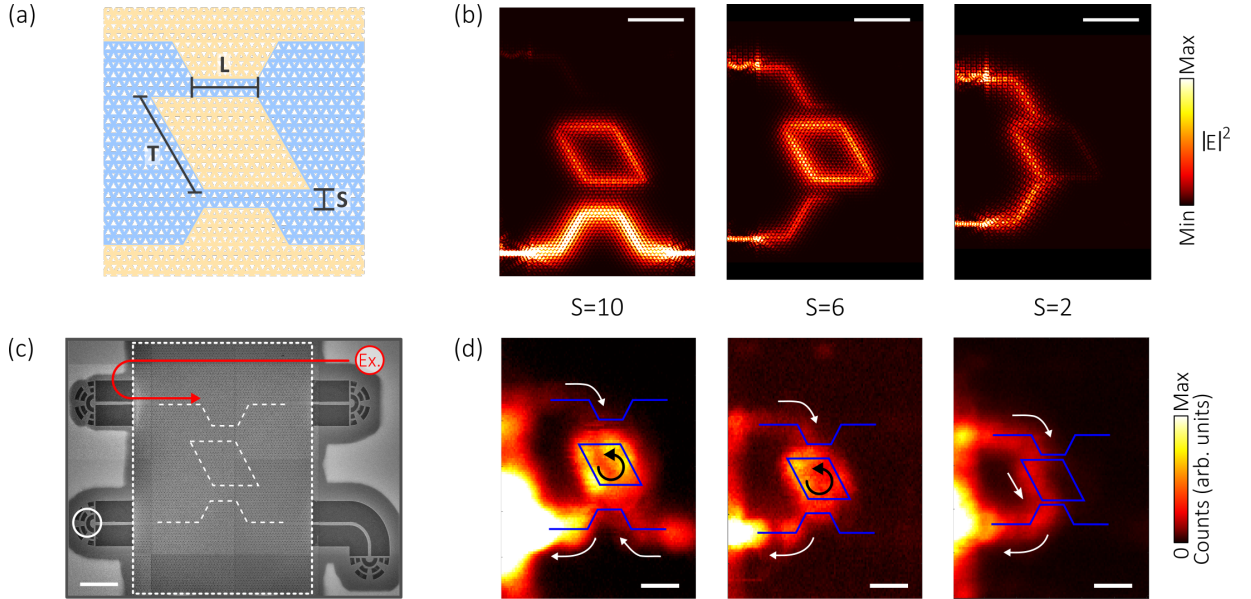 (a)
L
T
S
(b)
Max
|E|²
Min
S=10
S=6
S=2
(c)
Ex.
(d)
Max
Counts (arb. units)
0